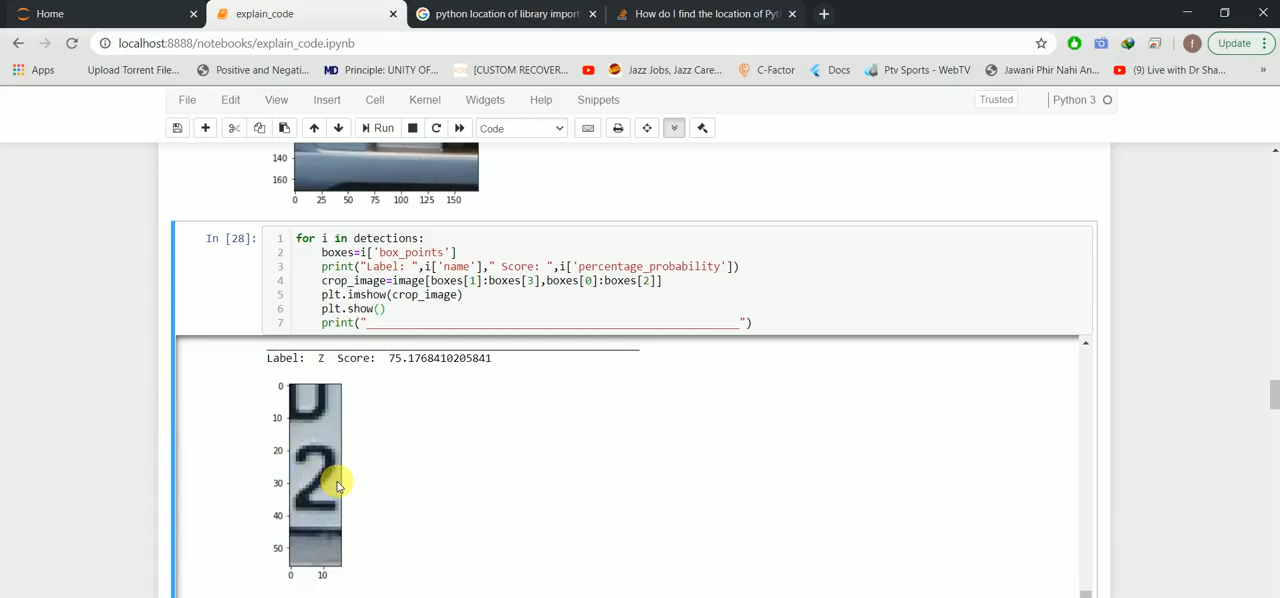 Home
explain_code
python location of library impor
How do I find the location of Pyt
localhost:8888/notebooks/explain_code.ipynb
f
Update
Apps
Upload Torrent File...
Positive and Negati...
MD Principle: UNITY OF...
[CUSTOM RECOVER...
Jazz Jobs, Jazz Care...
C-Factor
Docs
Ptv Sports - WebTV
Jawani Phir Nahi An...
(9) Live with Dr Sha...
»
File Edit View Insert Cell Kernel Widgets Help Snippets
Trusted
Python 3
Run
Code
140
160
0 25 50 75 100 125 150
In [28]:
1 for i in detections:
2 boxes=i['box_points']
3 print("Label: ",i['name']," Score: ",i['percentage_probability'])
4 crop_image=image[boxes[1]:boxes[3],boxes[0]:boxes[2]]
5 plt.imshow(crop_image)
6 plt.show()
7 print("______________________________________________________")
Label: Z Score: 75.1768410205841
0
10
20
30
40
50
2
0 10